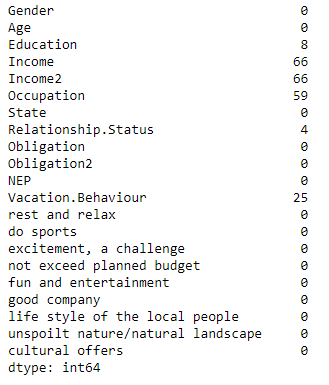 Gender 0
Age 0
Education 8
Income 66
Income2 66
Occupation 59
State 0
Relationship.Status 4
Obligation 0
Obligation2 0
NEP 0
Vacation.Behaviour 25
rest and relax 0
do sports 0
excitement, a challenge 0
not exceed planned budget 0
fun and entertainment 0
good company 0
life style of the local people 0
unspoilt nature/natural landscape 0
cultural offers 0
dtype: int64